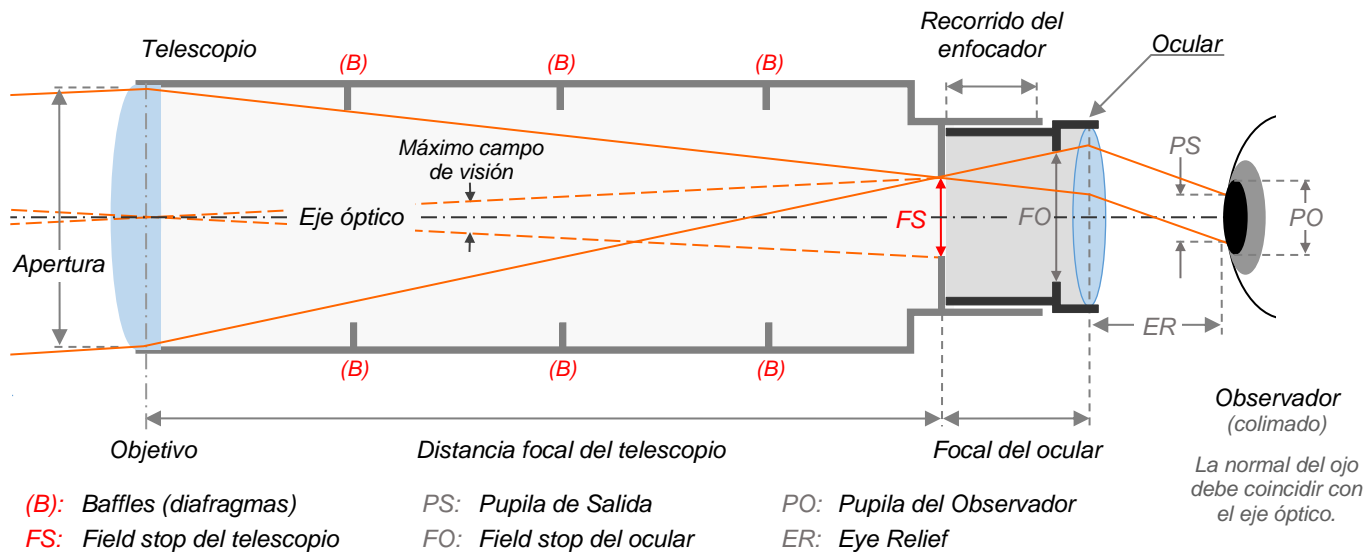 Telescopio
Recorrido del
enfocador
Ocular
(B)
(B)
(B)
Máximo campo
de visión
PS
Eje óptico
FS
FO
PO
Apertura
ER
(B)
(B)
(B)
Objetivo
Distancia focal del telescopio
Focal del ocular
Observador
(colimado)
La normal del ojo
debe coincidir con
el eje óptico.
(B): Baffles (diafragmas)
PS: Pupila de Salida
PO: Pupila del Observador
FS: Field stop del telescopio
FO: Field stop del ocular
ER: Eye Relief